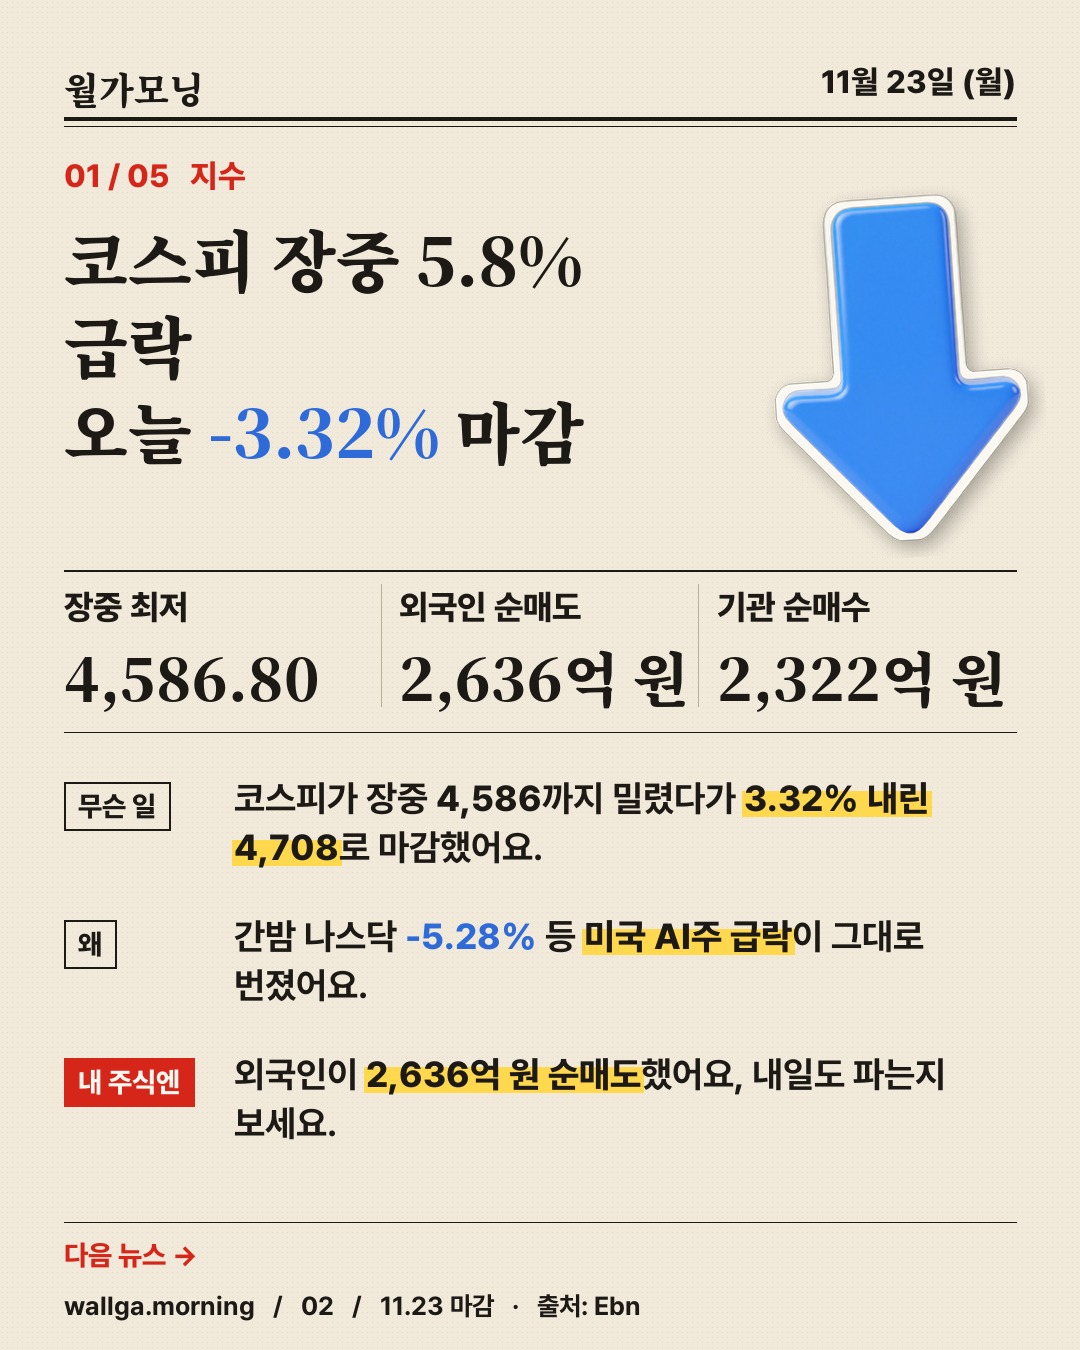 월가모닝
11월 23일 (월)
01 / 05 지수
코스피 장중 5.8%
급락
오늘 -3.32% 마감
장중 최저
4,586.80
외국인 순매도
2,636억 원
기관 순매수
2,322억 원
무슨 일
코스피가 장중 4,586까지 밀렸다가 3.32% 내린
4,708로 마감했어요.
왜
간밤 나스닥 -5.28% 등 미국 AI주 급락이 그대로
번졌어요.
내 주식엔
외국인이 2,636억 원 순매도했어요, 내일도 파는지
보세요.
다음 뉴스 →
wallga.morning / 02 / 11.23 마감 · 출처: Ebn